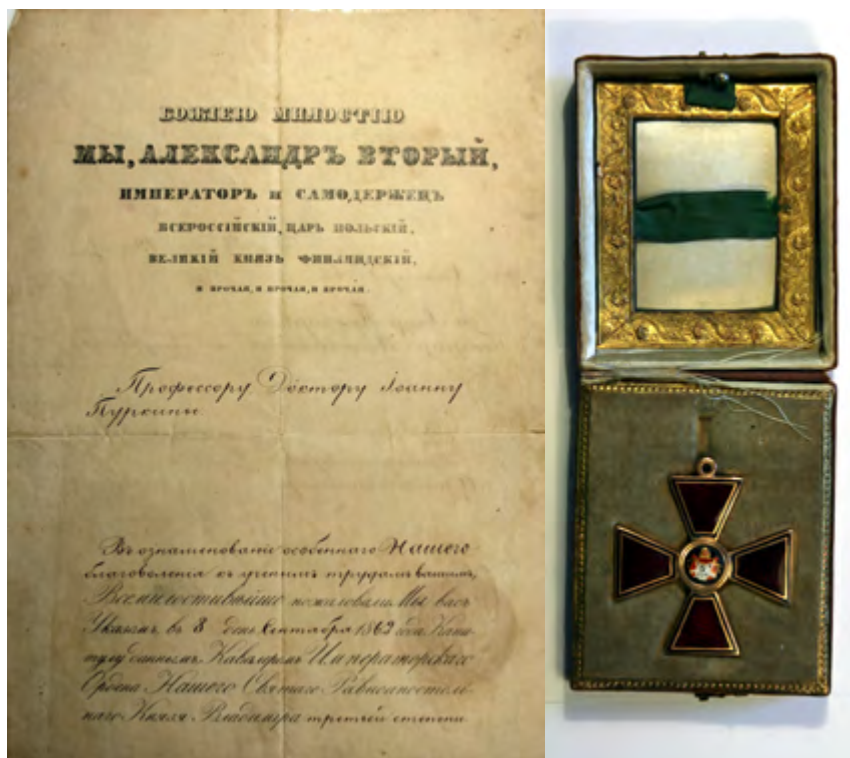 БОЖІЕЮ МИЛОСТІЮ
МЫ, АЛЕКСАНДРЪ ВТОРЫЙ,
ИМПЕРАТОРЪ и САМОДЕРЖЕЦЪ
ВСЕРОССІЙСКІЙ, ЦАРЬ ПОЛЬСКІЙ,
ВЕЛИКІЙ КНЯЗЬ ФИНЛЯНДСКІЙ,
И ПРОЧАЯ, И ПРОЧАЯ, И ПРОЧАЯ.
Профессору Доктору Іоанну
Пуркинье
Въ ознаменованіе особеннаго Нашего
благоволенія къ ученымъ трудамъ вашимъ,
Всемилостивѣйше пожаловали Мы васъ
Указомъ въ 8 день Сентября 1862 года Капи-
тулу даннымъ, Кавалеромъ Императорскаго
Ордена Нашего Святаго Равноапостоль-
наго Князя Владиміра третьей степени